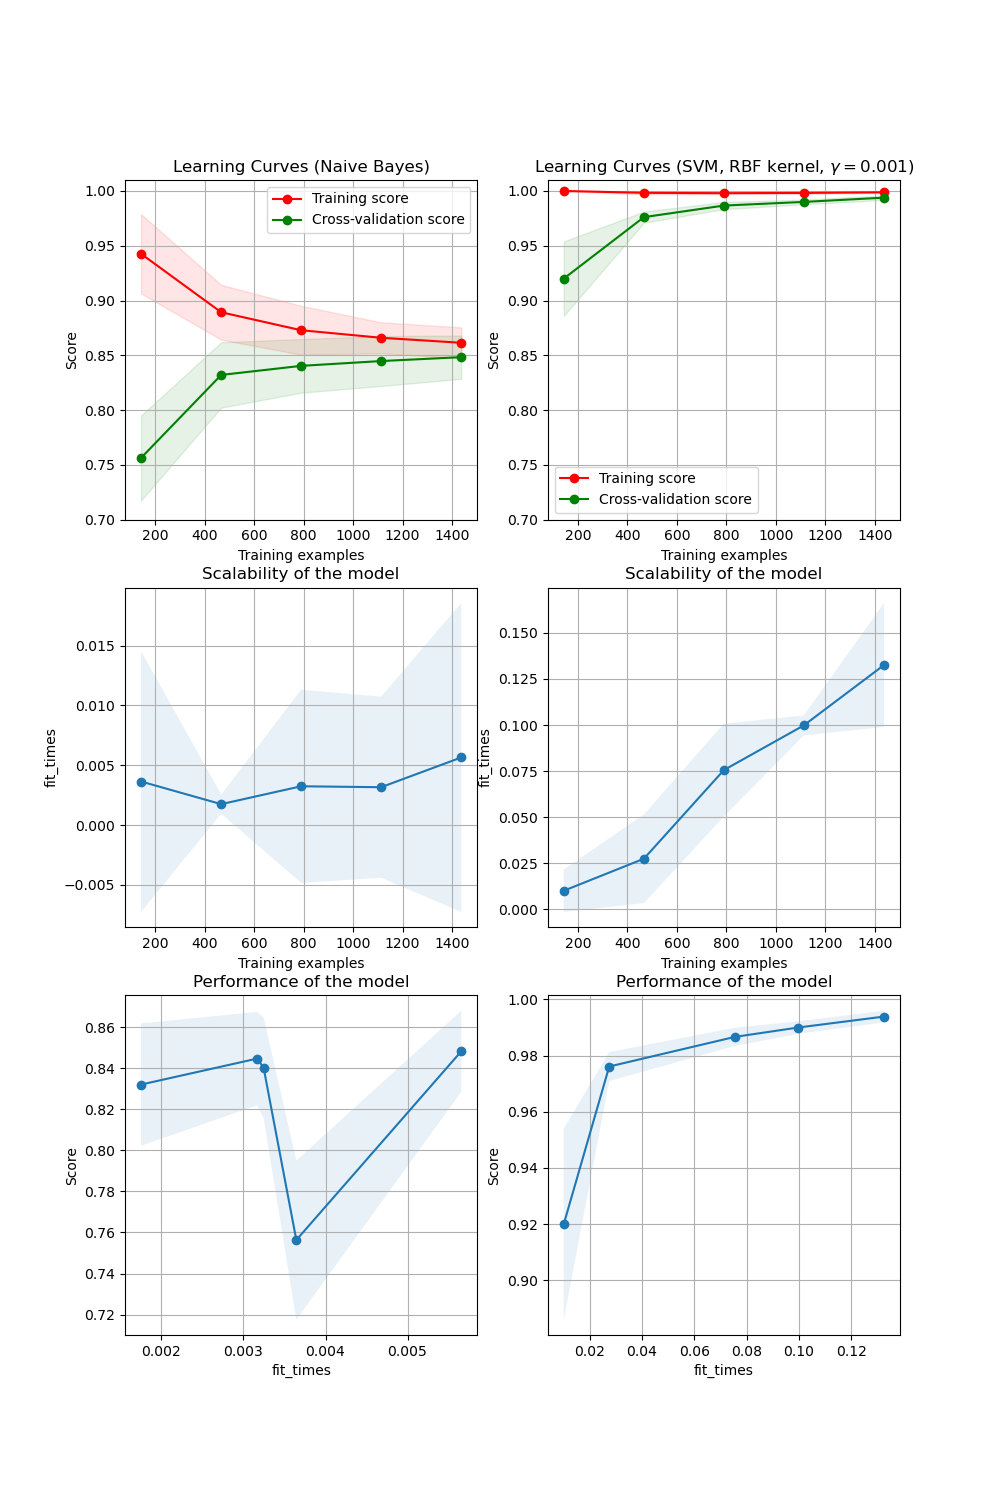 Learning Curves (Naive Bayes)
1.00
0.95
0.90
0.85
0.80
0.75
0.70
Score
Training score
Cross-validation score
200 400 600 800 1000 1200 1400
Training examples
Learning Curves (SVM, RBF kernel, γ = 0.001)
1.00
0.95
0.90
0.85
0.80
0.75
0.70
Score
Training score
Cross-validation score
200 400 600 800 1000 1200 1400
Training examples
Scalability of the model
0.015
0.010
0.005
0.000
−0.005
fit_times
200 400 600 800 1000 1200 1400
Training examples
Scalability of the model
0.150
0.125
0.100
0.075
0.050
0.025
0.000
fit_times
200 400 600 800 1000 1200 1400
Training examples
Performance of the model
0.86
0.84
0.82
0.80
0.78
0.76
0.74
0.72
Score
0.002 0.003 0.004 0.005
fit_times
Performance of the model
1.00
0.98
0.96
0.94
0.92
0.90
Score
0.02 0.04 0.06 0.08 0.10 0.12
fit_times